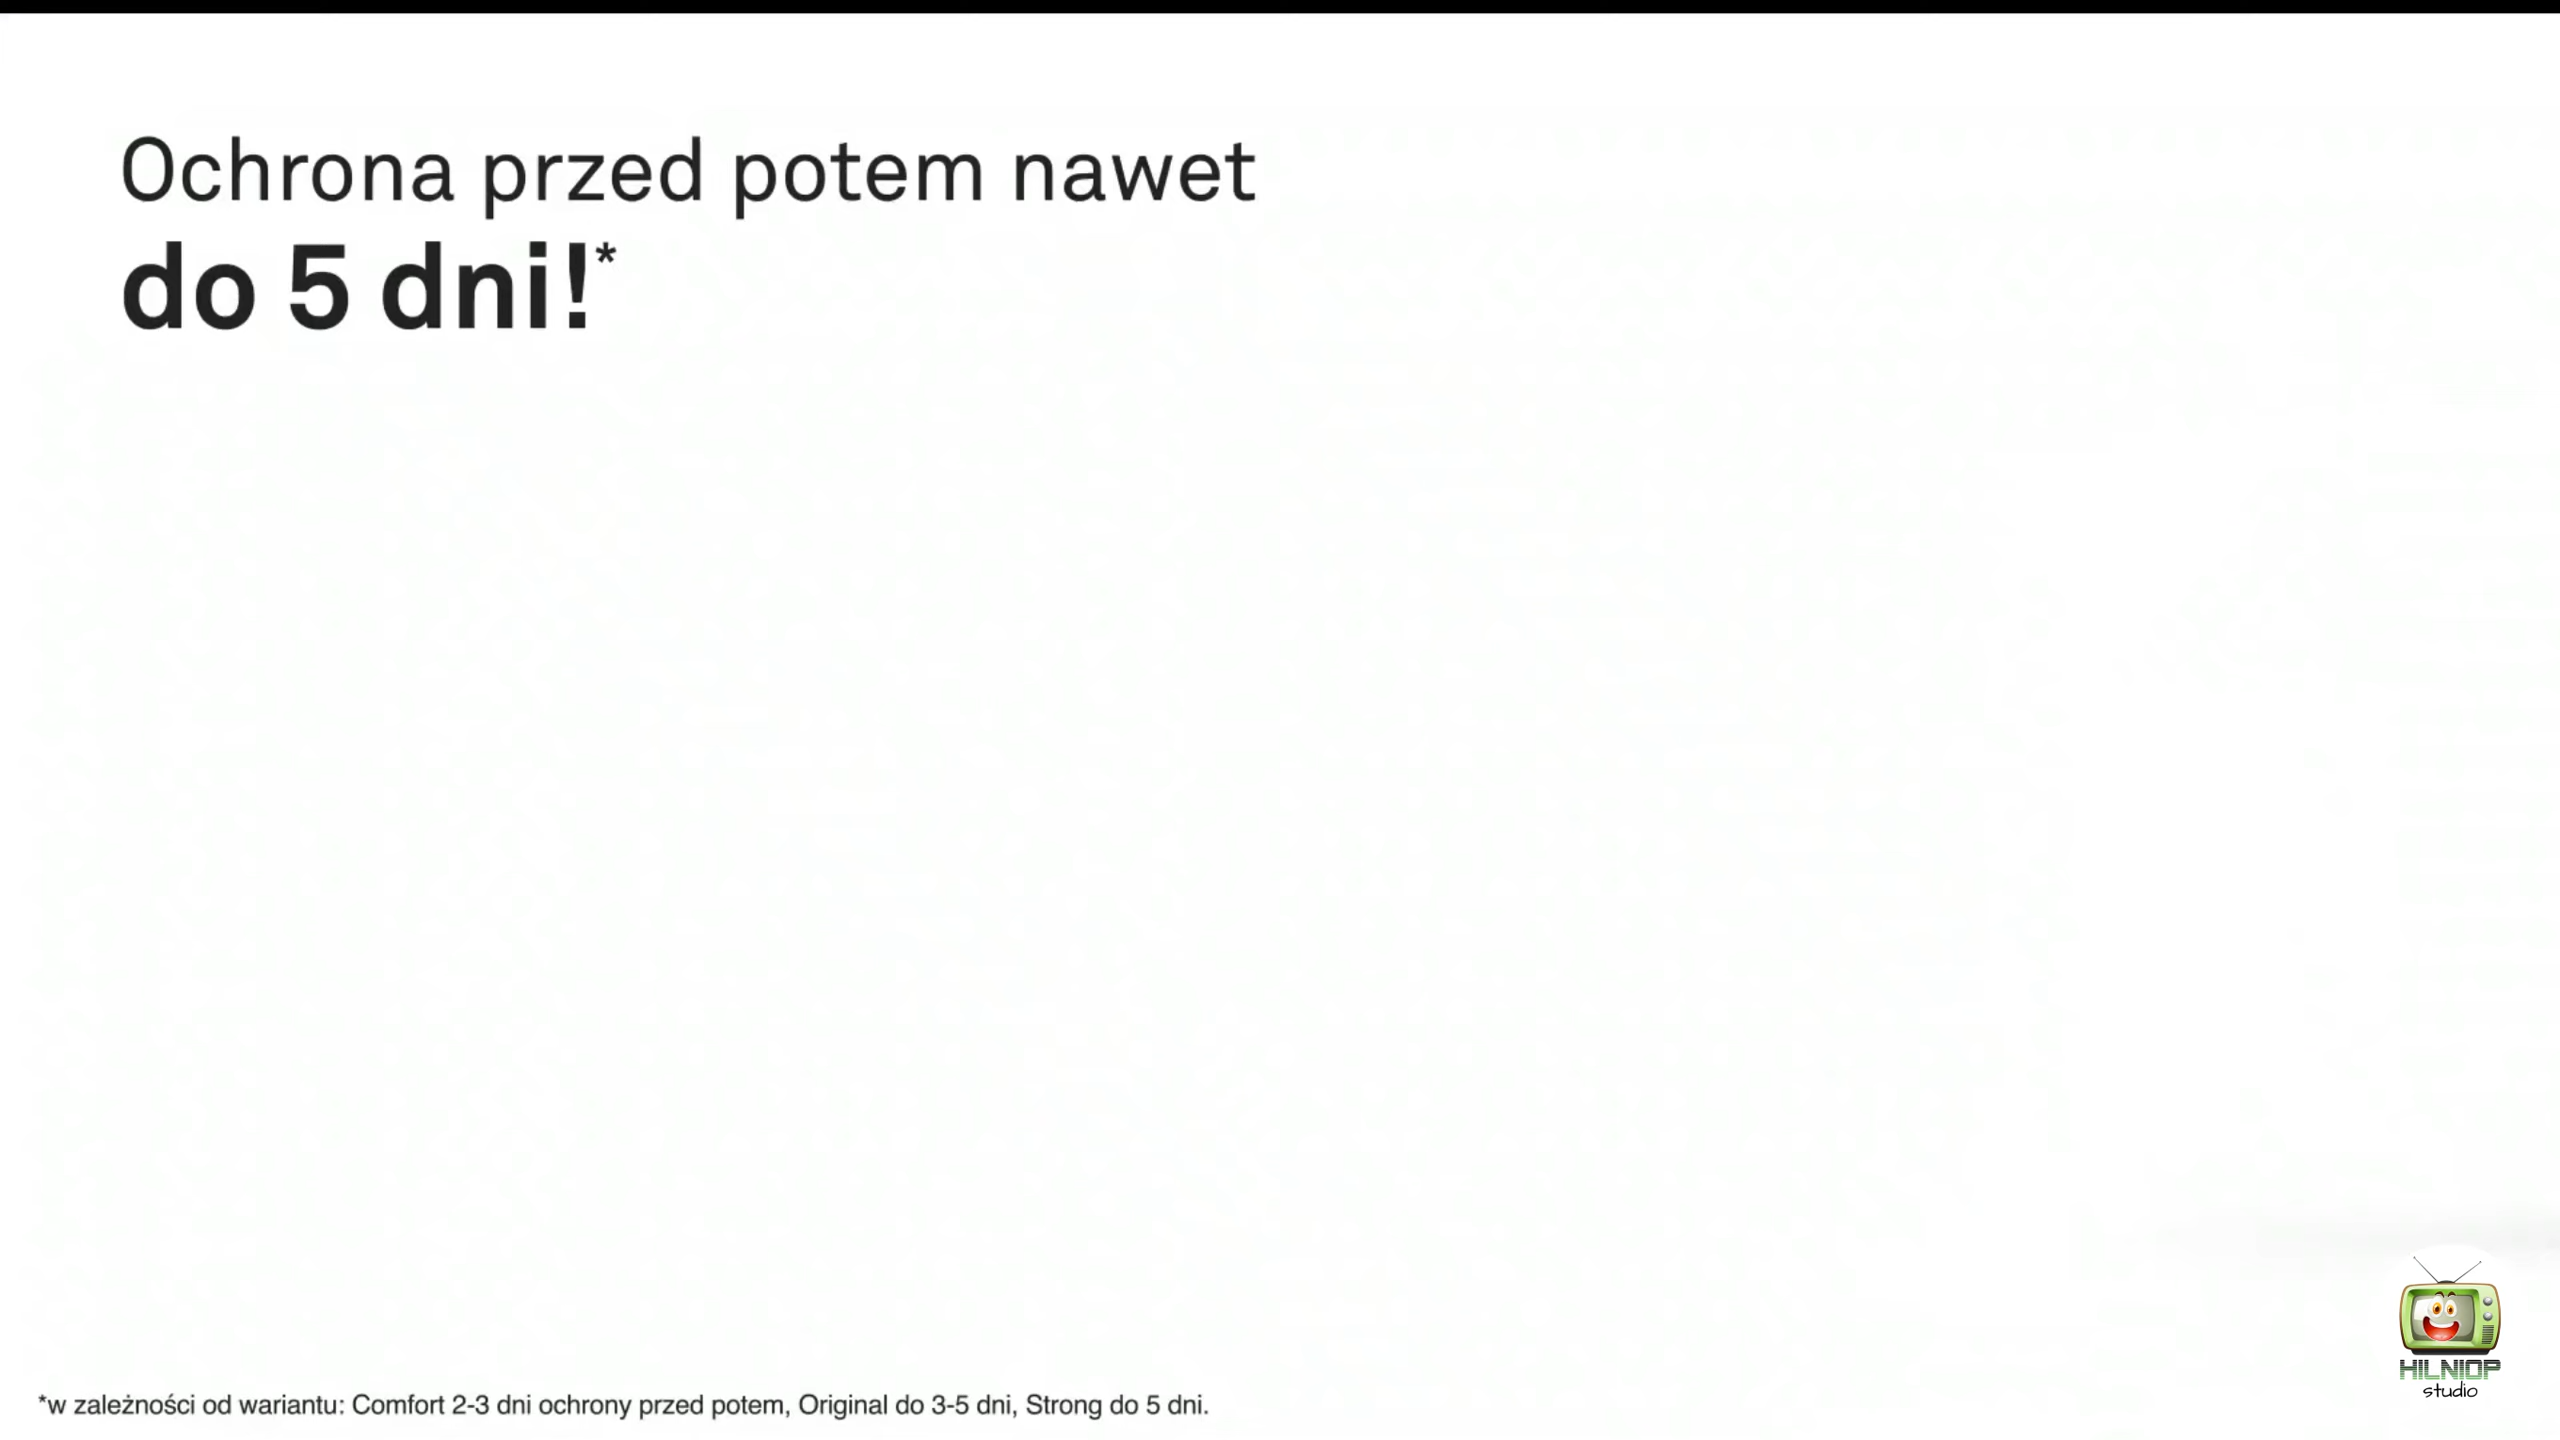 Ochrona przed potem nawet
do 5 dni!*
HILNIOP
studio
*w zależności od wariantu: Comfort 2-3 dni ochrony przed potem, Original do 3-5 dni, Strong do 5 dni.